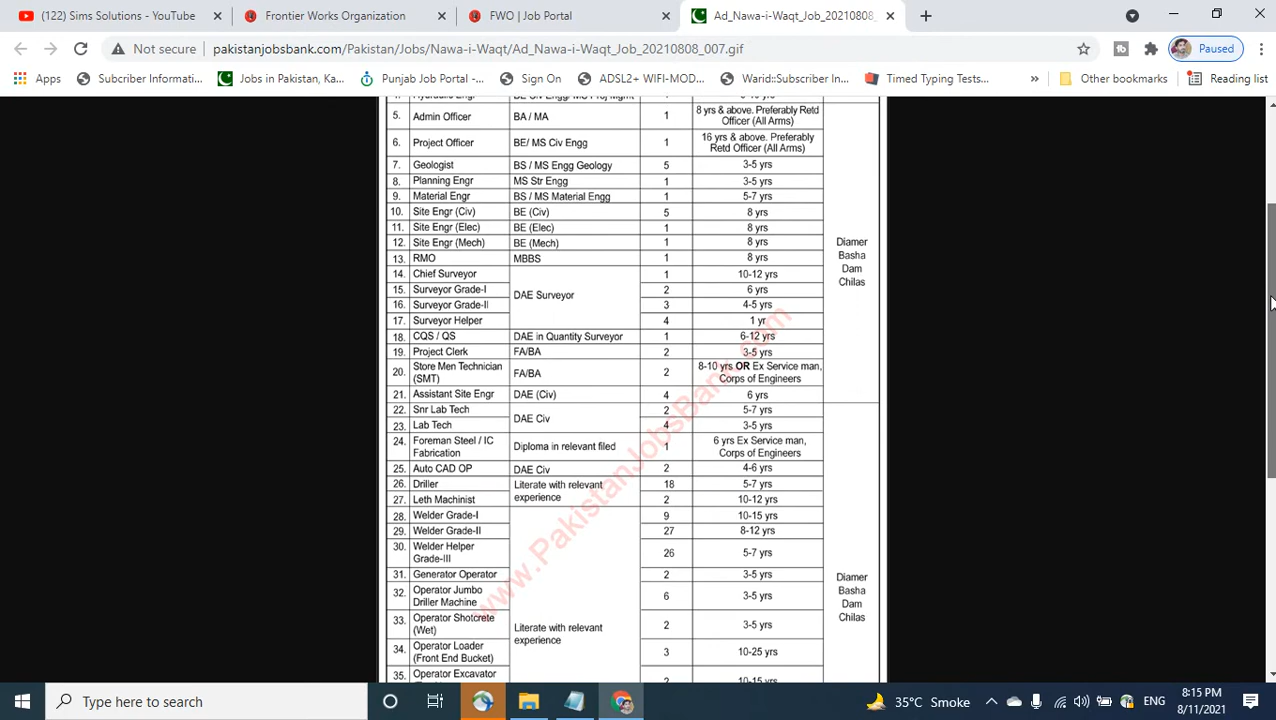 (122) Sims Solutions - YouTube
Frontier Works Organization
FWO | Job Portal
Ad_Nawa-i-Waqt_Job_20210808_
Not secure
pakistanjobsbank.com/Pakistan/Jobs/Nawa-i-Waqt/Ad_Nawa-i-Waqt_Job_20210808_007.gif
Paused
Apps
Subcriber Informati...
Jobs in Pakistan, Ka...
Punjab Job Portal -...
Sign On
ADSL2+ WIFI-MOD...
Warid::Subscriber In...
Timed Typing Tests...
»
Other bookmarks
Reading list
5. Admin Officer BA / MA 1 8 yrs & above. Preferably Retd
Officer (All Arms)
6. Project Officer BE/ MS Civ Engg 1 16 yrs & above. Preferably
Retd Officer (All Arms)
7. Geologist BS / MS Engg Geology 5 3-5 yrs
8. Planning Engr MS Str Engg 1 3-5 yrs
9. Material Engr BS / MS Material Engg 1 5-7 yrs
10. Site Engr (Civ) BE (Civ) 5 8 yrs
11. Site Engr (Elec) BE (Elec) 1 8 yrs
12. Site Engr (Mech) BE (Mech) 1 8 yrs
13. RMO MBBS 1 8 yrs
14. Chief Surveyor 1 10-12 yrs
15. Surveyor Grade-I DAE Surveyor 2 6 yrs
16. Surveyor Grade-II 3 4-5 yrs
17. Surveyor Helper 4 1 yr
18. CQS / QS DAE in Quantity Surveyor 1 6-12 yrs
19. Project Clerk FA/BA 2 3-5 yrs
20. Store Men Technician
(SMT) FA/BA 2 8-10 yrs OR Ex Service man,
Corps of Engineers
21. Assistant Site Engr DAE (Civ) 4 6 yrs
Diamer
Basha
Dam
Chilas
22. Snr Lab Tech DAE Civ 2 5-7 yrs
23. Lab Tech 4 3-5 yrs
24. Foreman Steel / IC
Fabrication Diploma in relevant filed 1 6 yrs Ex Service man,
Corps of Engineers
25. Auto CAD OP DAE Civ 2 4-6 yrs
26. Driller Literate with relevant 18 5-7 yrs
27. Leth Machinist experience 2 10-12 yrs
28. Welder Grade-I 9 10-15 yrs
29. Welder Grade-II 27 8-12 yrs
30. Welder Helper
Grade-III 26 5-7 yrs
31. Generator Operator 2 3-5 yrs
32. Operator Jumbo
Driller Machine 6 3-5 yrs
33. Operator Shotcrete
(Wet) Literate with relevant
experience 2 3-5 yrs
34. Operator Loader
(Front End Bucket) 3 10-25 yrs
35. Operator Excavator 2 10-15 yrs
Diamer
Basha
Dam
Chilas
www.PakistanJobsBank.com
Type here to search
35°C Smoke
ENG
8:15 PM
8/11/2021